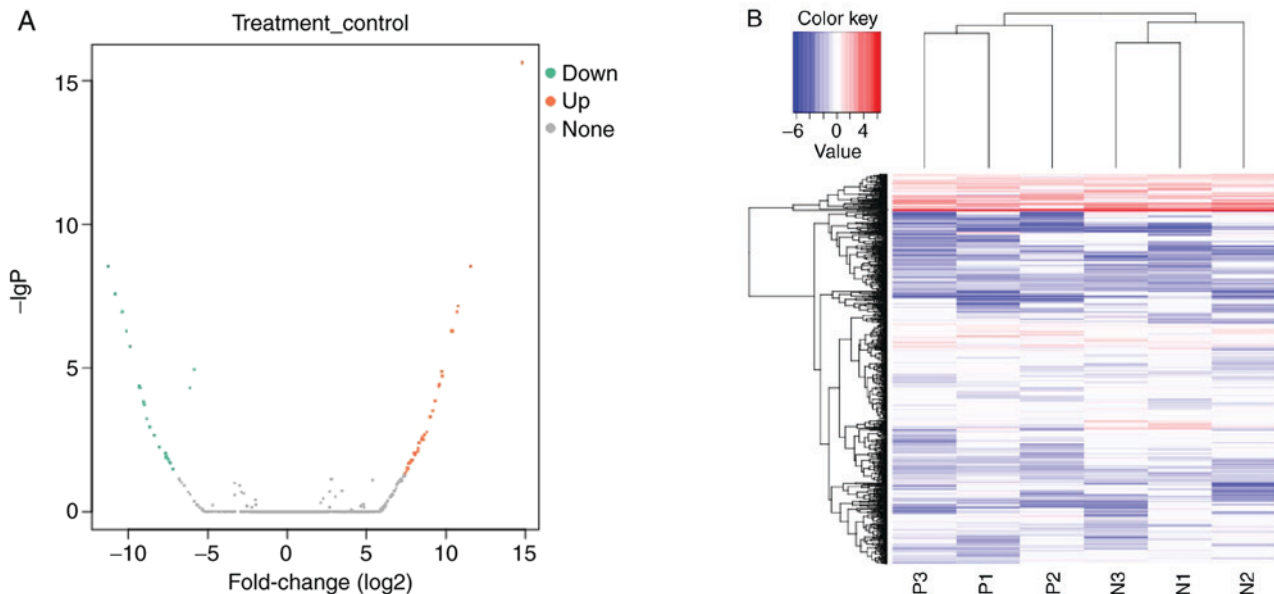 A
Treatment_control
15
10
5
0
−lgP
−10
−5
0
5
10
15
Fold-change (log2)
Down
Up
None
B
Color key
−6
0
4
Value
P3
P1
P2
N3
N1
N2